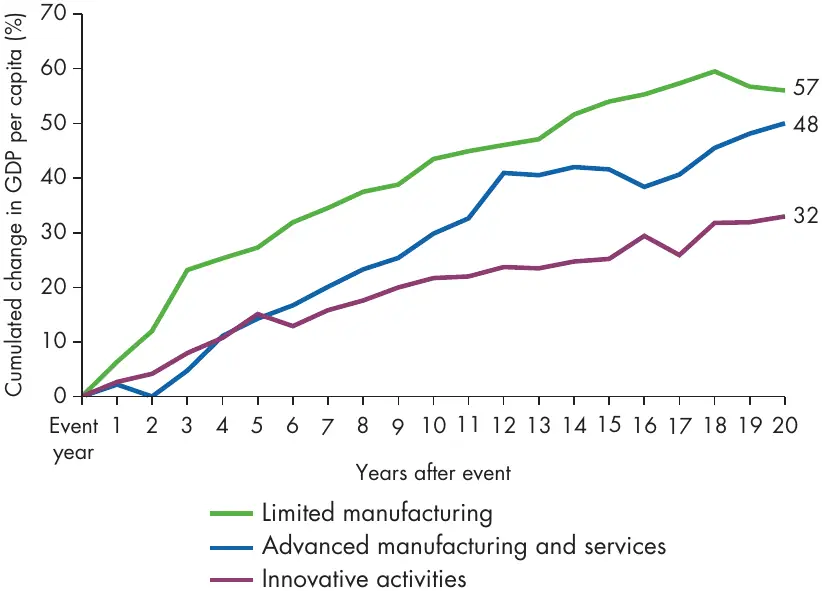 Cumulated change in GDP per capita (%)
70
60
50
40
30
20
10
0
57
48
32
Event year 1 2 3 4 5 6 7 8 9 10 11 12 13 14 15 16 17 18 19 20
Years after event
Limited manufacturing
Advanced manufacturing and services
Innovative activities